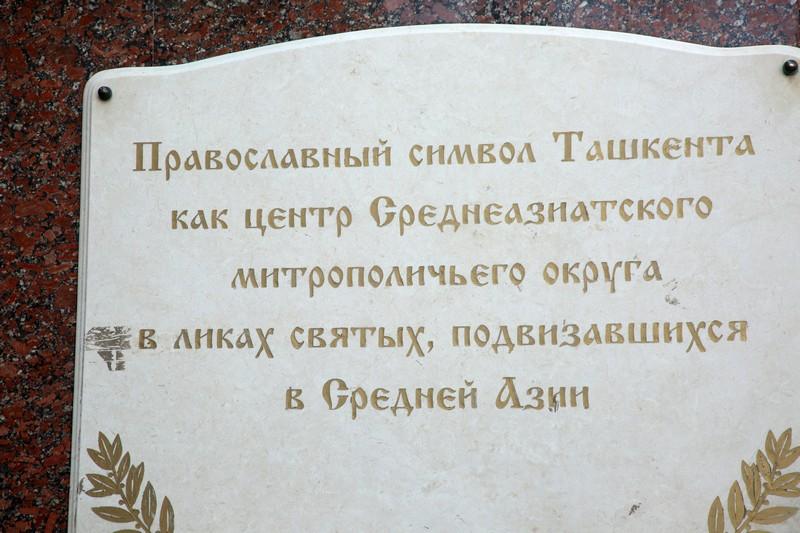 Православный символ Ташкента
как центр Среднеазиатского
митрополичьего округа
в ликах святых, подвизавшихся
в Средней Азии